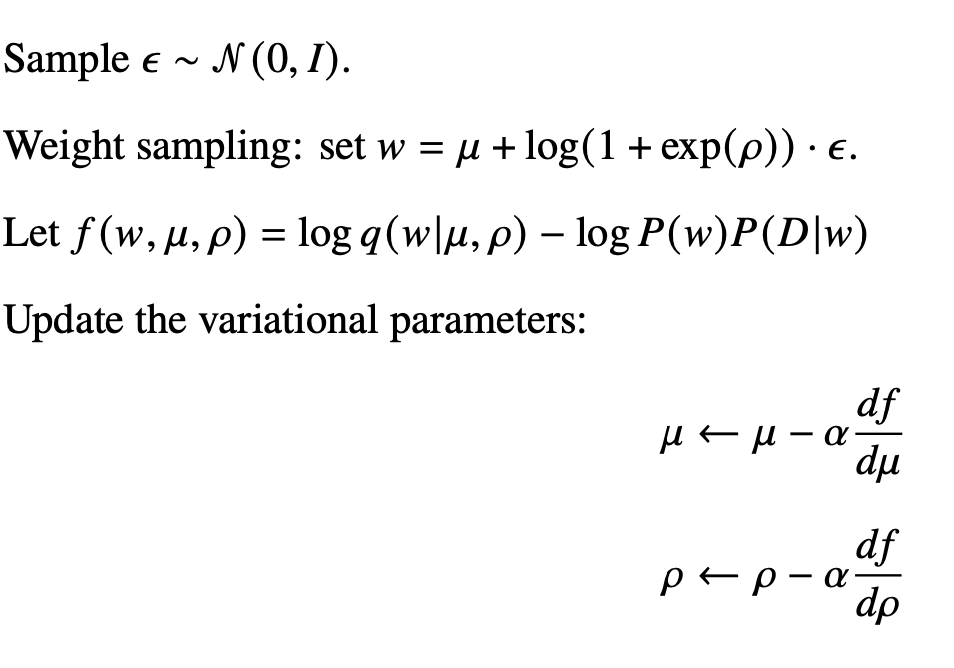 Sample ϵ ∼ 𝒩(0, I).
Weight sampling: set w = μ + log(1 + exp(ρ)) · ϵ.
Let f(w, μ, ρ) = log q(w|μ, ρ) − log P(w)P(D|w)
Update the variational parameters:
μ ← μ − α df/dμ
ρ ← ρ − α df/dρ